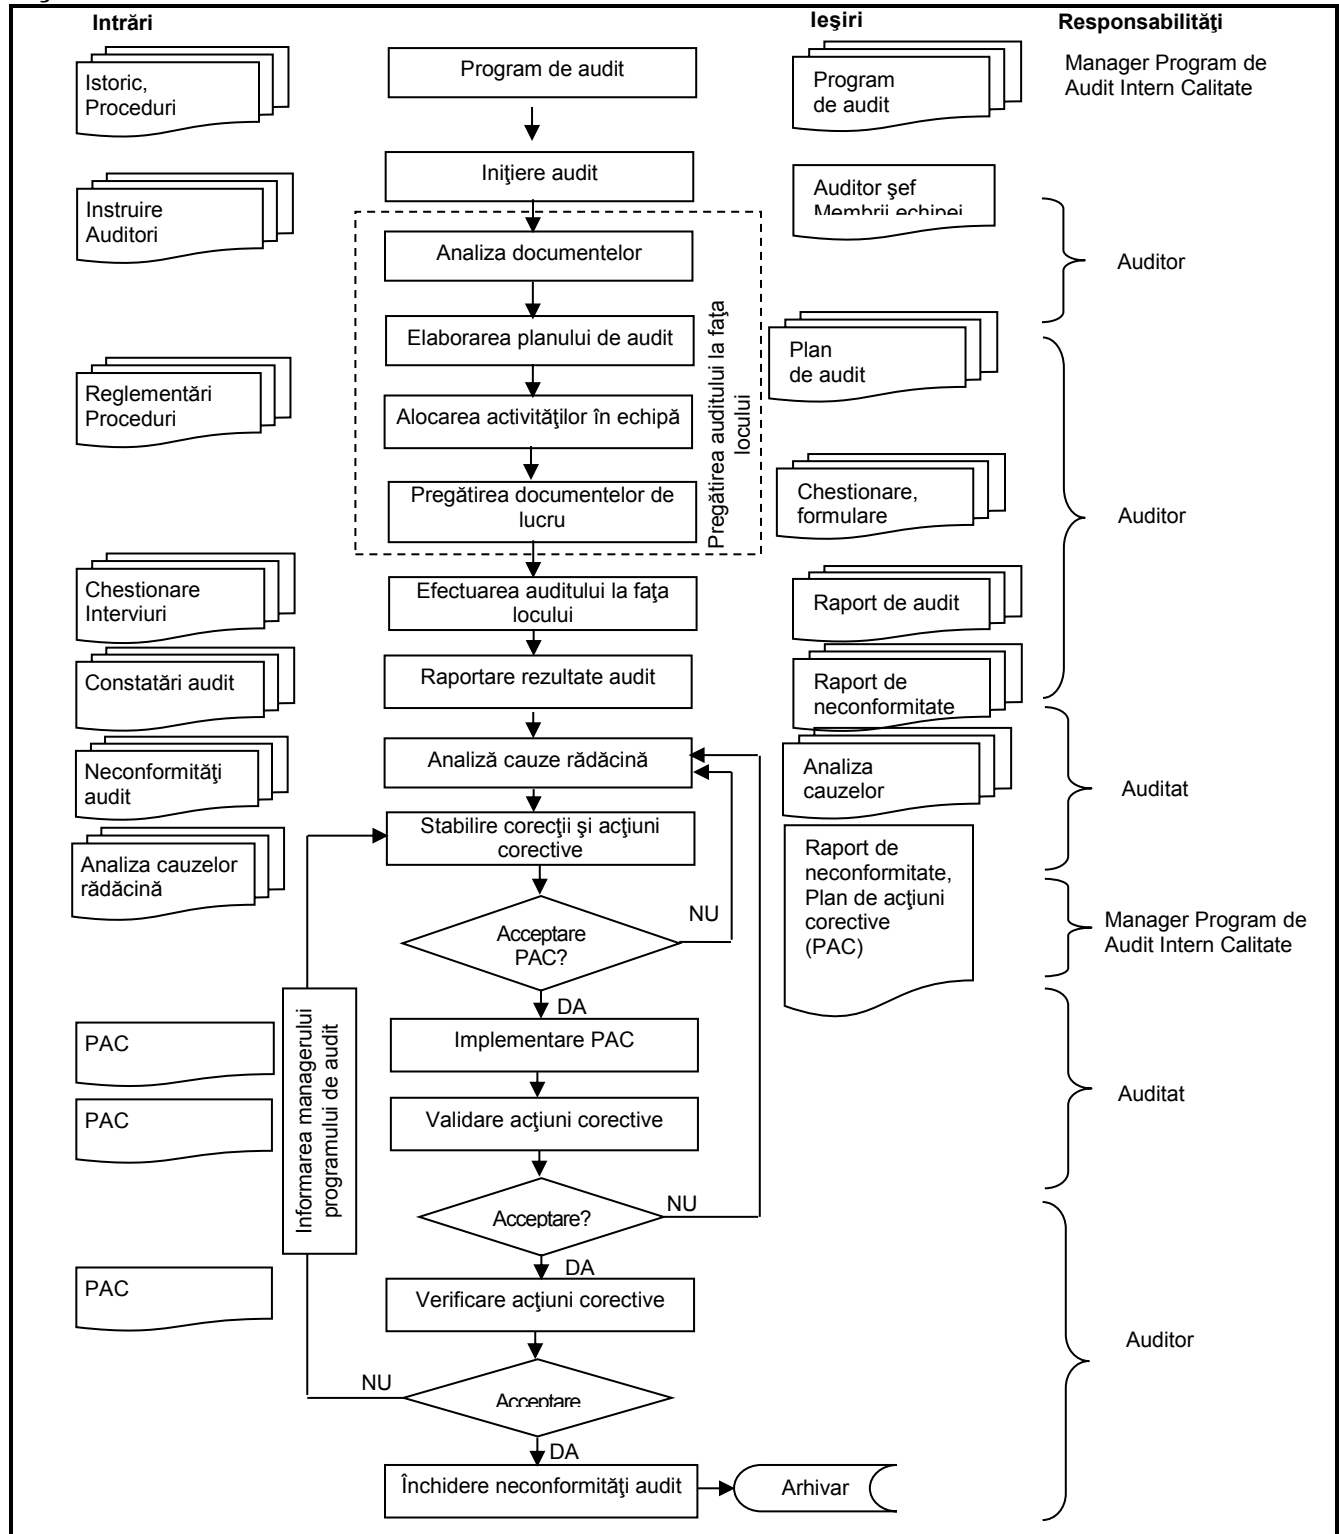 Intrări
Ieşiri
Responsabilităţi
Istoric,
Proceduri
Program de audit
Program
de audit
Manager Program de
Audit Intern Calitate
Instruire
Auditori
Iniţiere audit
Auditor şef
Membrii echipei
Auditor
Analiza documentelor
Elaborarea planului de audit
Alocarea activităţilor în echipă
Pregătirea documentelor de
lucru
Pregătirea auditului la faţa
locului
Reglementări
Proceduri
Plan
de audit
Chestionare,
formulare
Auditor
Chestionare
Interviuri
Efectuarea auditului la faţa
locului
Raport de audit
Constatări audit
Raportare rezultate audit
Raport de
neconformitate
Neconformităţi
audit
Analiză cauze rădăcină
Analiza
cauzelor
Auditat
Analiza cauzelor
rădăcină
Stabilire corecţii şi acţiuni
corective
Raport de
neconformitate,
Plan de acţiuni
corective
(PAC)
Acceptare
PAC?
NU
Manager Program de
Audit Intern Calitate
DA
Informarea managerului
programului de audit
PAC
Implementare PAC
PAC
Validare acţiuni corective
Auditat
Acceptare?
NU
DA
PAC
Verificare acţiuni corective
Auditor
NU
Acceptare
DA
Închidere neconformităţi audit
Arhivar